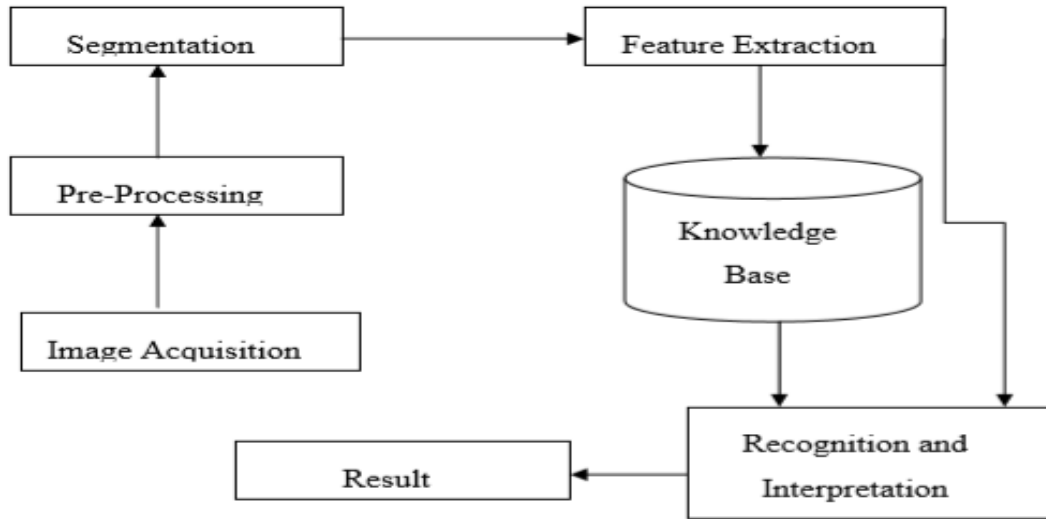 Segmentation
Feature Extraction
Pre-Processing
Knowledge
Base
Image Acquisition
Recognition and
Interpretation
Result